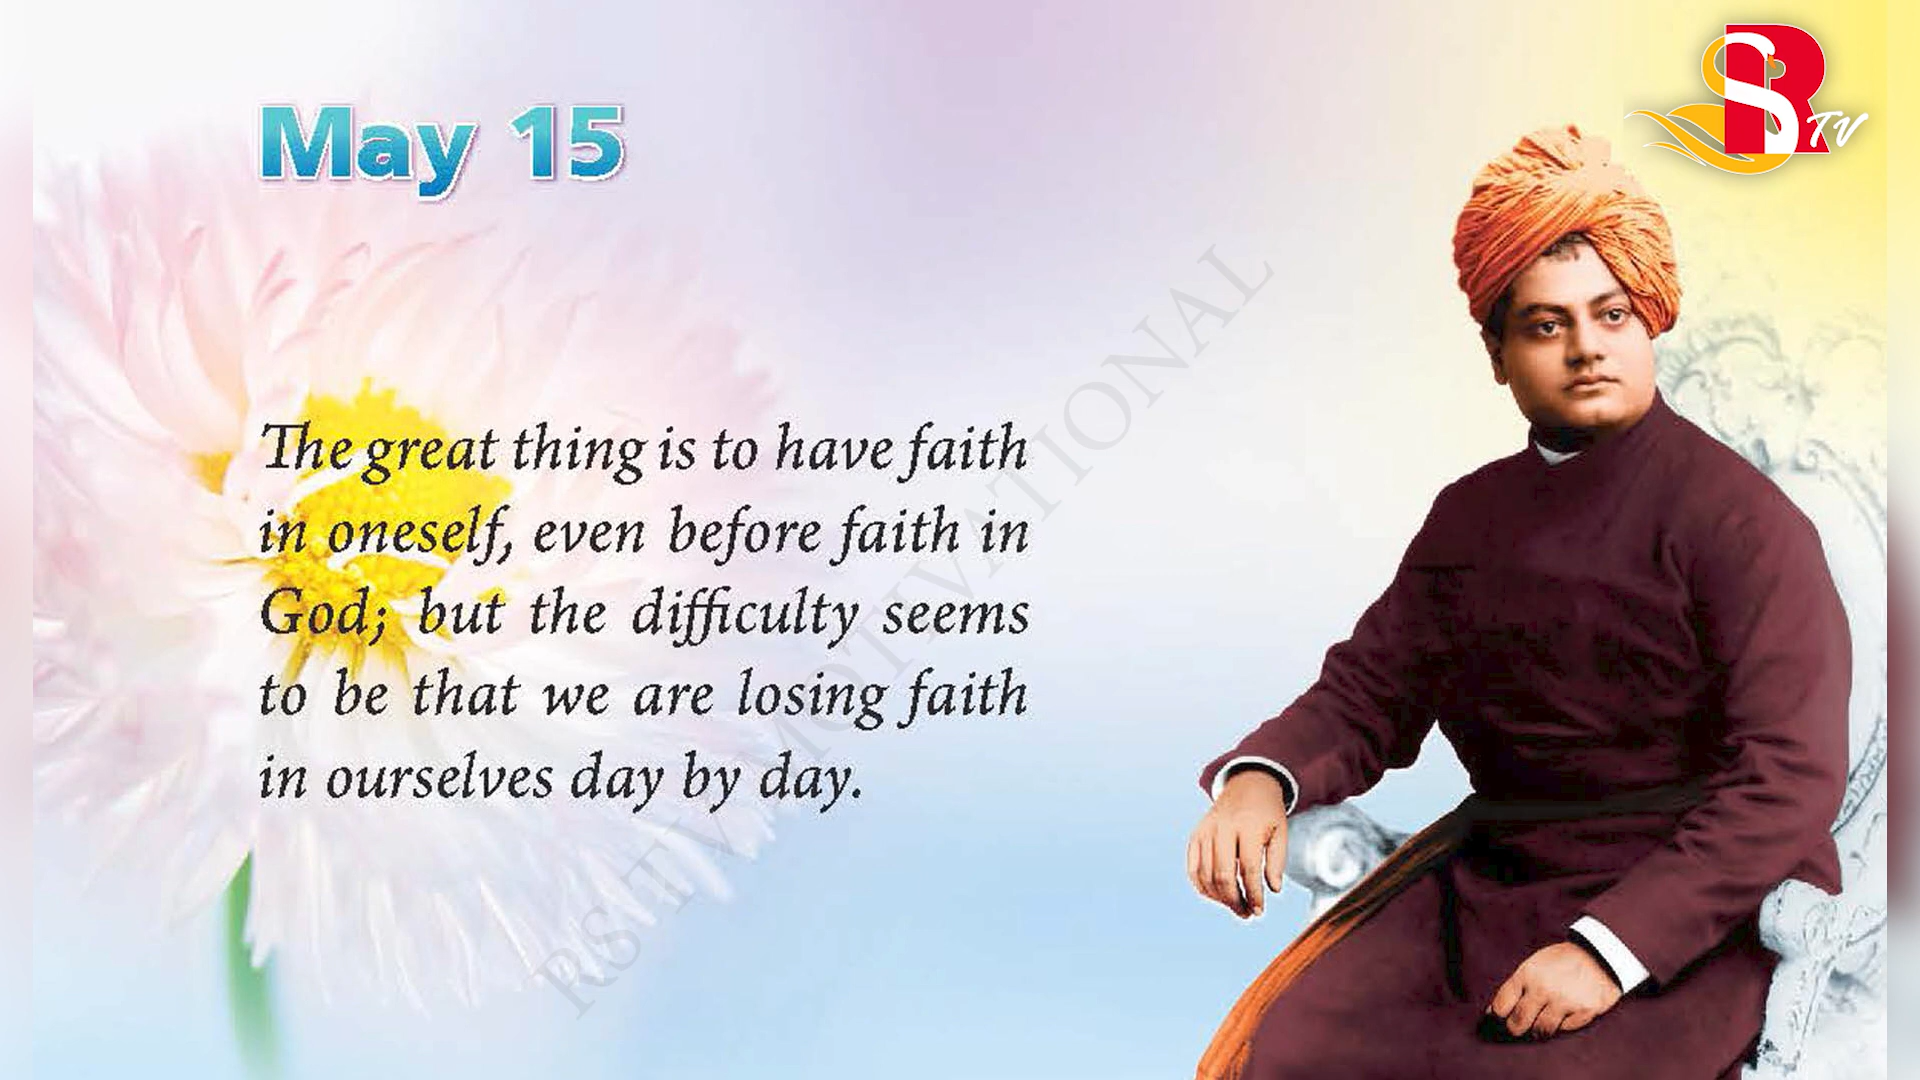 May 15
RS TV
The great thing is to have faith
in oneself, even before faith in
God; but the difficulty seems
to be that we are losing faith
in ourselves day by day.
RSTV MOTIVATIONAL